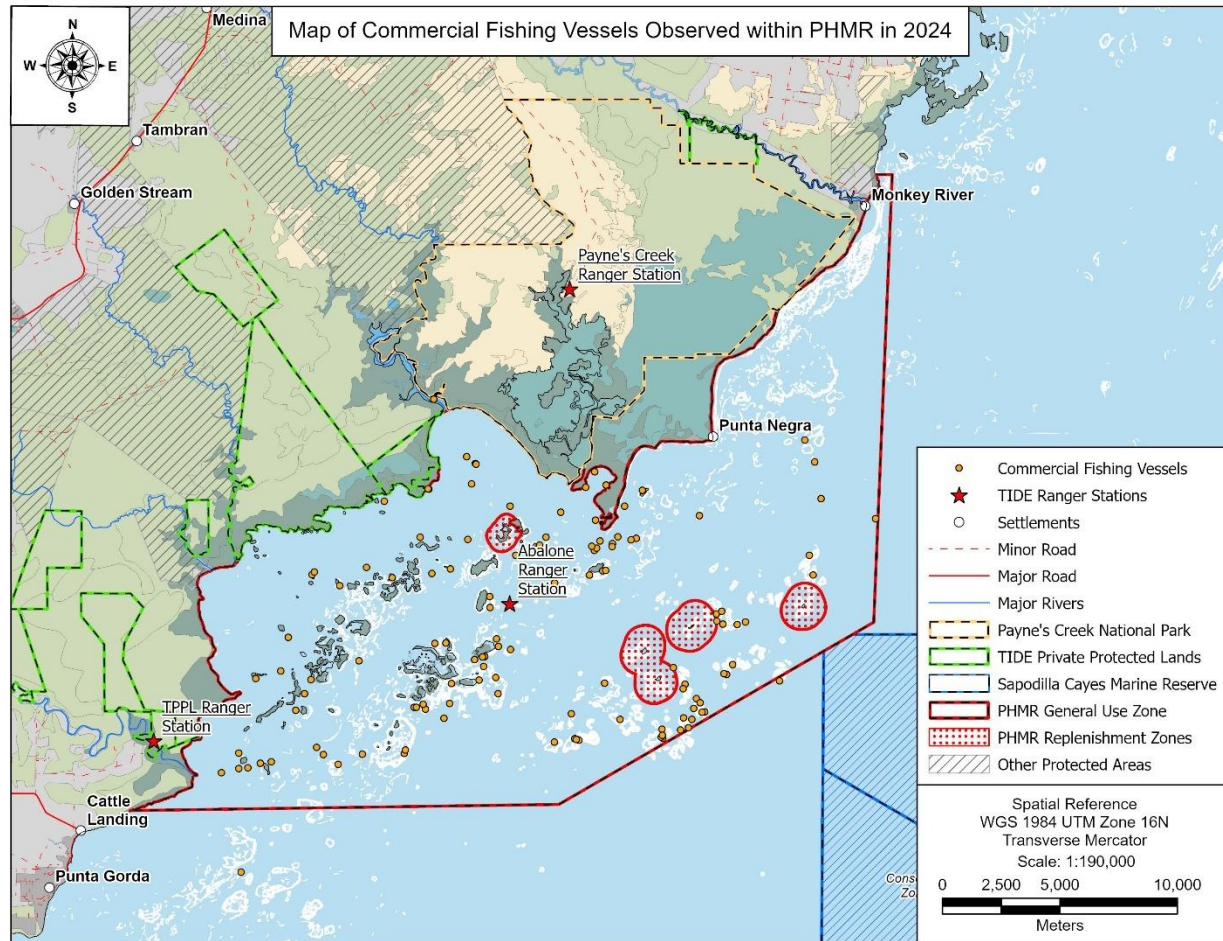 Medina
Map of Commercial Fishing Vessels Observed within PHMR in 2024
N
W
E
S
Tambran
Golden Stream
Monkey River
Payne's Creek
Ranger Station
Punta Negra
Abalone
Ranger
Station
TPPL Ranger
Station
Cattle
Landing
Punta Gorda
Commercial Fishing Vessels
TIDE Ranger Stations
Settlements
Minor Road
Major Road
Major Rivers
Payne's Creek National Park
TIDE Private Protected Lands
Sapodilla Cayes Marine Reserve
PHMR General Use Zone
PHMR Replenishment Zones
Other Protected Areas
Spatial Reference
WGS 1984 UTM Zone 16N
Transverse Mercator
Scale: 1:190,000
0 2,500 5,000 10,000
Meters
Conse
Zo